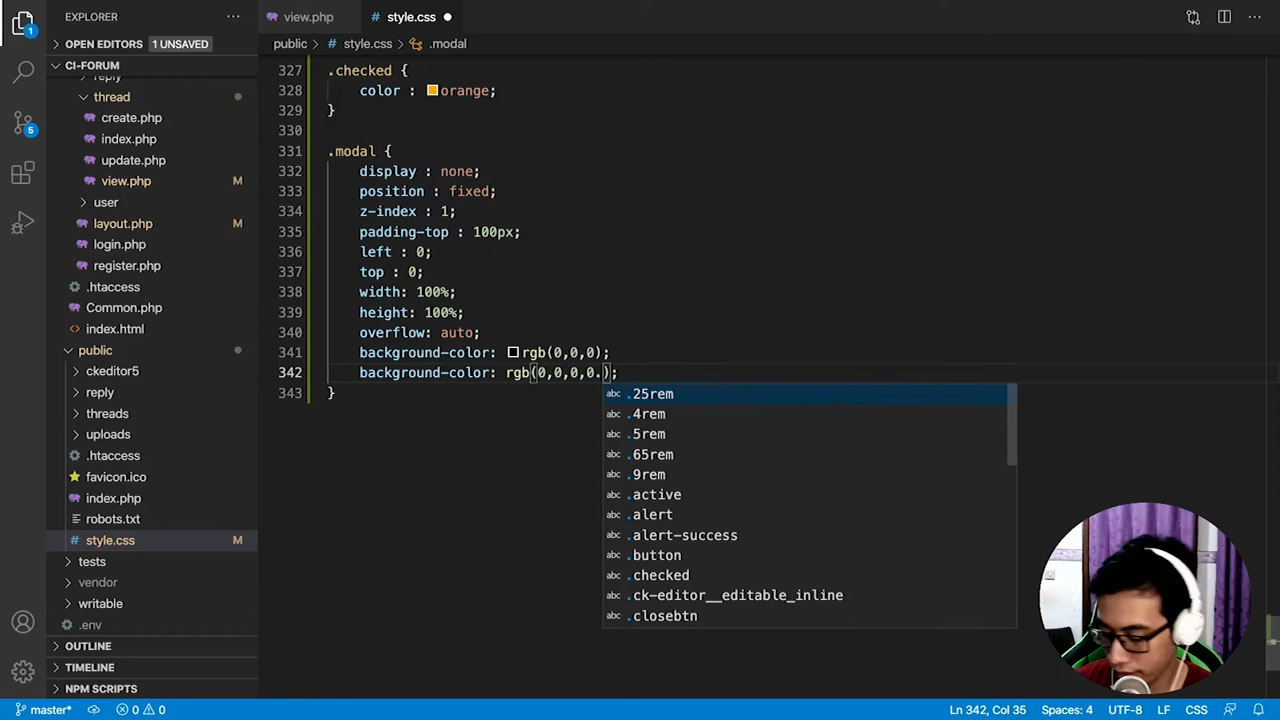 EXPLORER
OPEN EDITORS 1 UNSAVED
CI-FORUM
reply
thread
create.php
index.php
update.php
view.php M
user
layout.php M
login.php
register.php
.htaccess
Common.php
index.html
public
ckeditor5
reply
threads
uploads
.htaccess
favicon.ico
index.php
robots.txt
style.css M
tests
vendor
writable
.env
OUTLINE
TIMELINE
NPM SCRIPTS
1
5
view.php
style.css
public > style.css > .modal
327 .checked {
328 color : orange;
329 }
330
331 .modal {
332 display : none;
333 position : fixed;
334 z-index : 1;
335 padding-top : 100px;
336 left : 0;
337 top : 0;
338 width: 100%;
339 height: 100%;
340 overflow: auto;
341 background-color: rgb(0,0,0);
342 background-color: rgb(0,0,0,0.);
343 }
abc .25rem
abc .4rem
abc .5rem
abc .65rem
abc .9rem
abc .active
abc .alert
abc .alert-success
abc .button
abc .checked
abc .ck-editor__editable_inline
abc .closebtn
master* 0 0 Ln 342, Col 35 Spaces: 4 UTF-8 LF CSS